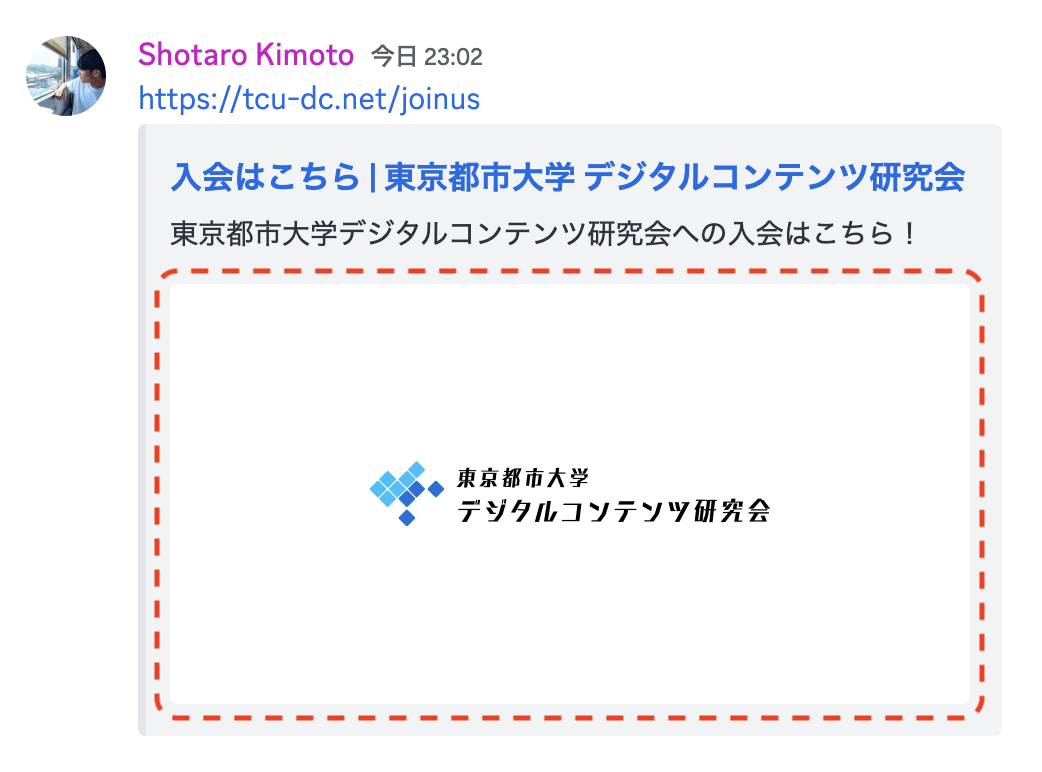 Shotaro Kimoto 今日 23:02
https://tcu-dc.net/joinus
入会はこちら | 東京都市大学 デジタルコンテンツ研究会
東京都市大学デジタルコンテンツ研究会への入会はこちら！
東京都市大学
デジタルコンテンツ研究会